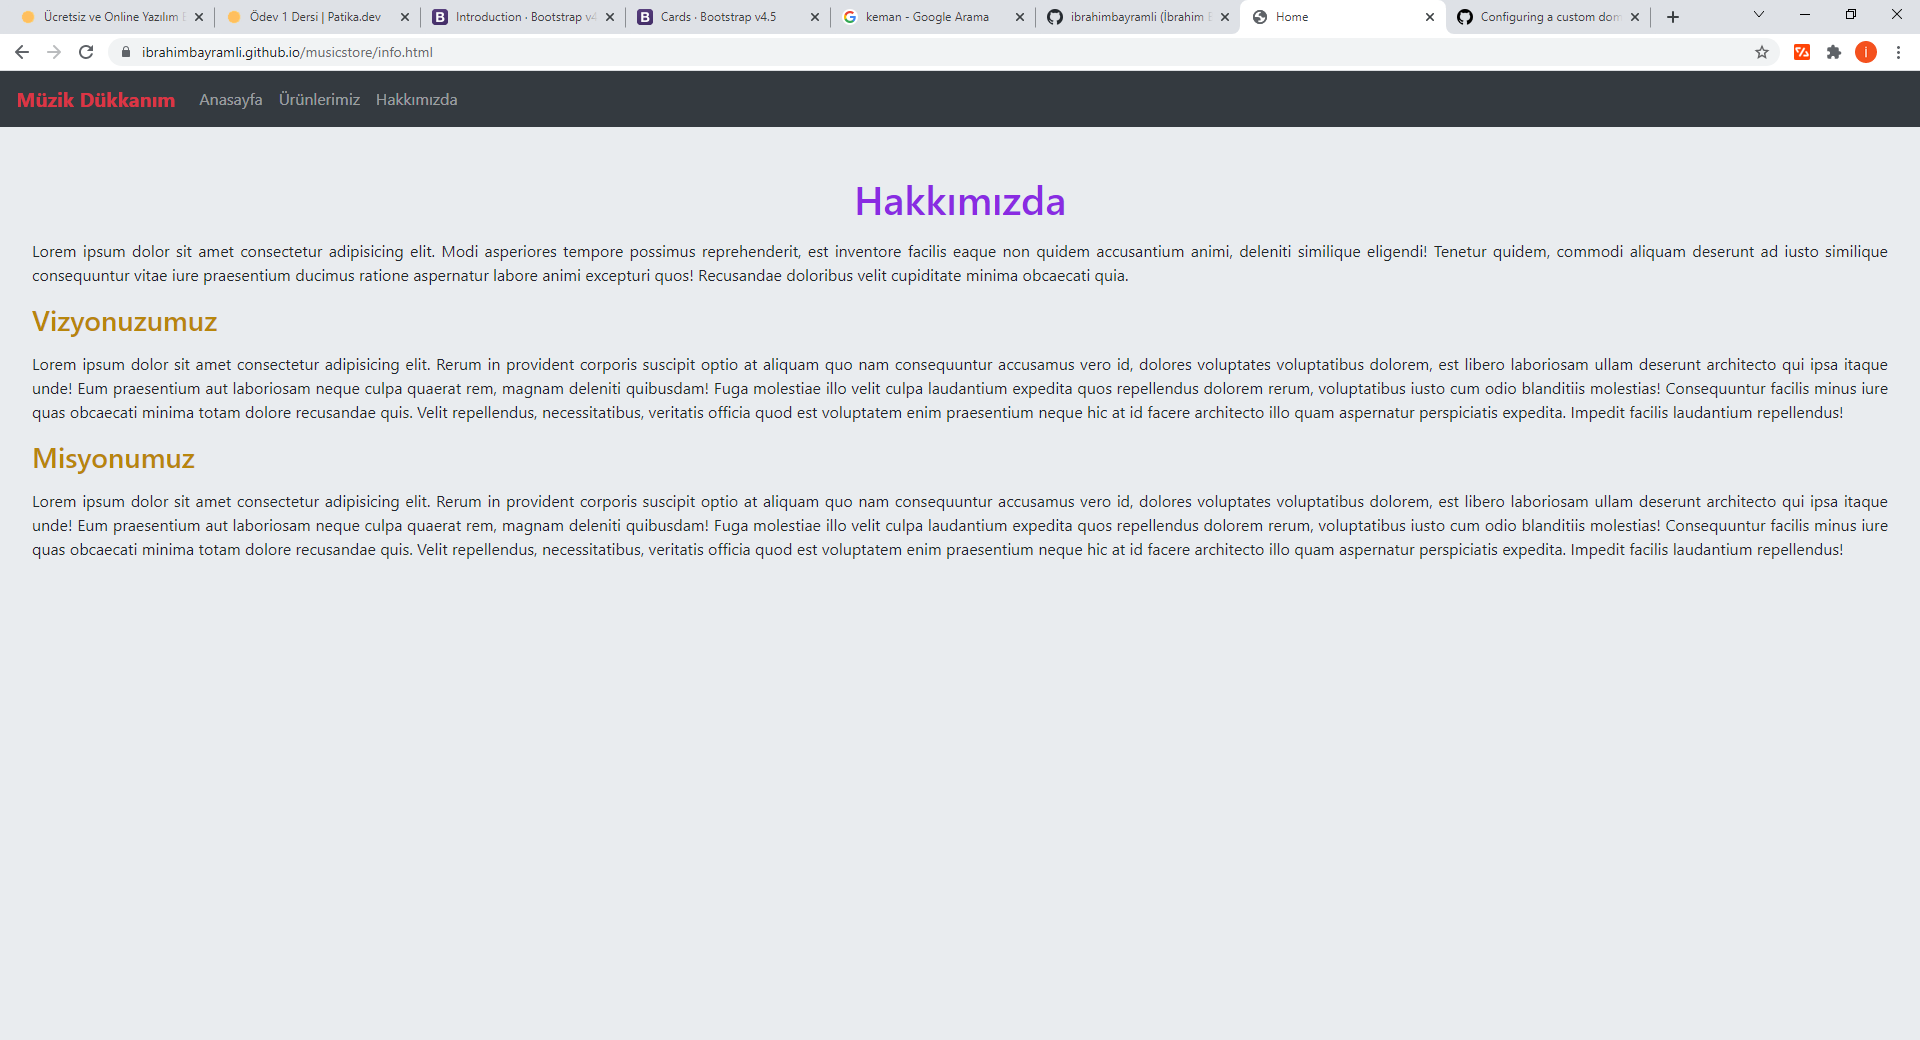 Ücretsiz ve Online Yazılım
Ödev 1 Dersi | Patika.dev
Introduction · Bootstrap v4
Cards · Bootstrap v4.5
keman - Google Arama
ibrahimbayramli (İbrahim
Home
Configuring a custom dom
ibrahimbayramli.github.io/musicstore/info.html
i
Müzik Dükkanım Anasayfa Ürünlerimiz Hakkımızda
Hakkımızda
Lorem ipsum dolor sit amet consectetur adipisicing elit. Modi asperiores tempore possimus reprehenderit, est inventore facilis eaque non quidem accusantium animi, deleniti similique eligendi! Tenetur quidem, commodi aliquam deserunt ad iusto similique
consequuntur vitae iure praesentium ducimus ratione aspernatur labore animi excepturi quos! Recusandae doloribus velit cupiditate minima obcaecati quia.
Vizyonuzumuz
Lorem ipsum dolor sit amet consectetur adipisicing elit. Rerum in provident corporis suscipit optio at aliquam quo nam consequuntur accusamus vero id, dolores voluptates voluptatibus dolorem, est libero laboriosam ullam deserunt architecto qui ipsa itaque
unde! Eum praesentium aut laboriosam neque culpa quaerat rem, magnam deleniti quibusdam! Fuga molestiae illo velit culpa laudantium expedita quos repellendus dolorem rerum, voluptatibus iusto cum odio blanditiis molestias! Consequuntur facilis minus iure
quas obcaecati minima totam dolore recusandae quis. Velit repellendus, necessitatibus, veritatis officia quod est voluptatem enim praesentium neque hic at id facere architecto illo quam aspernatur perspiciatis expedita. Impedit facilis laudantium repellendus!
Misyonumuz
Lorem ipsum dolor sit amet consectetur adipisicing elit. Rerum in provident corporis suscipit optio at aliquam quo nam consequuntur accusamus vero id, dolores voluptates voluptatibus dolorem, est libero laboriosam ullam deserunt architecto qui ipsa itaque
unde! Eum praesentium aut laboriosam neque culpa quaerat rem, magnam deleniti quibusdam! Fuga molestiae illo velit culpa laudantium expedita quos repellendus dolorem rerum, voluptatibus iusto cum odio blanditiis molestias! Consequuntur facilis minus iure
quas obcaecati minima totam dolore recusandae quis. Velit repellendus, necessitatibus, veritatis officia quod est voluptatem enim praesentium neque hic at id facere architecto illo quam aspernatur perspiciatis expedita. Impedit facilis laudantium repellendus!